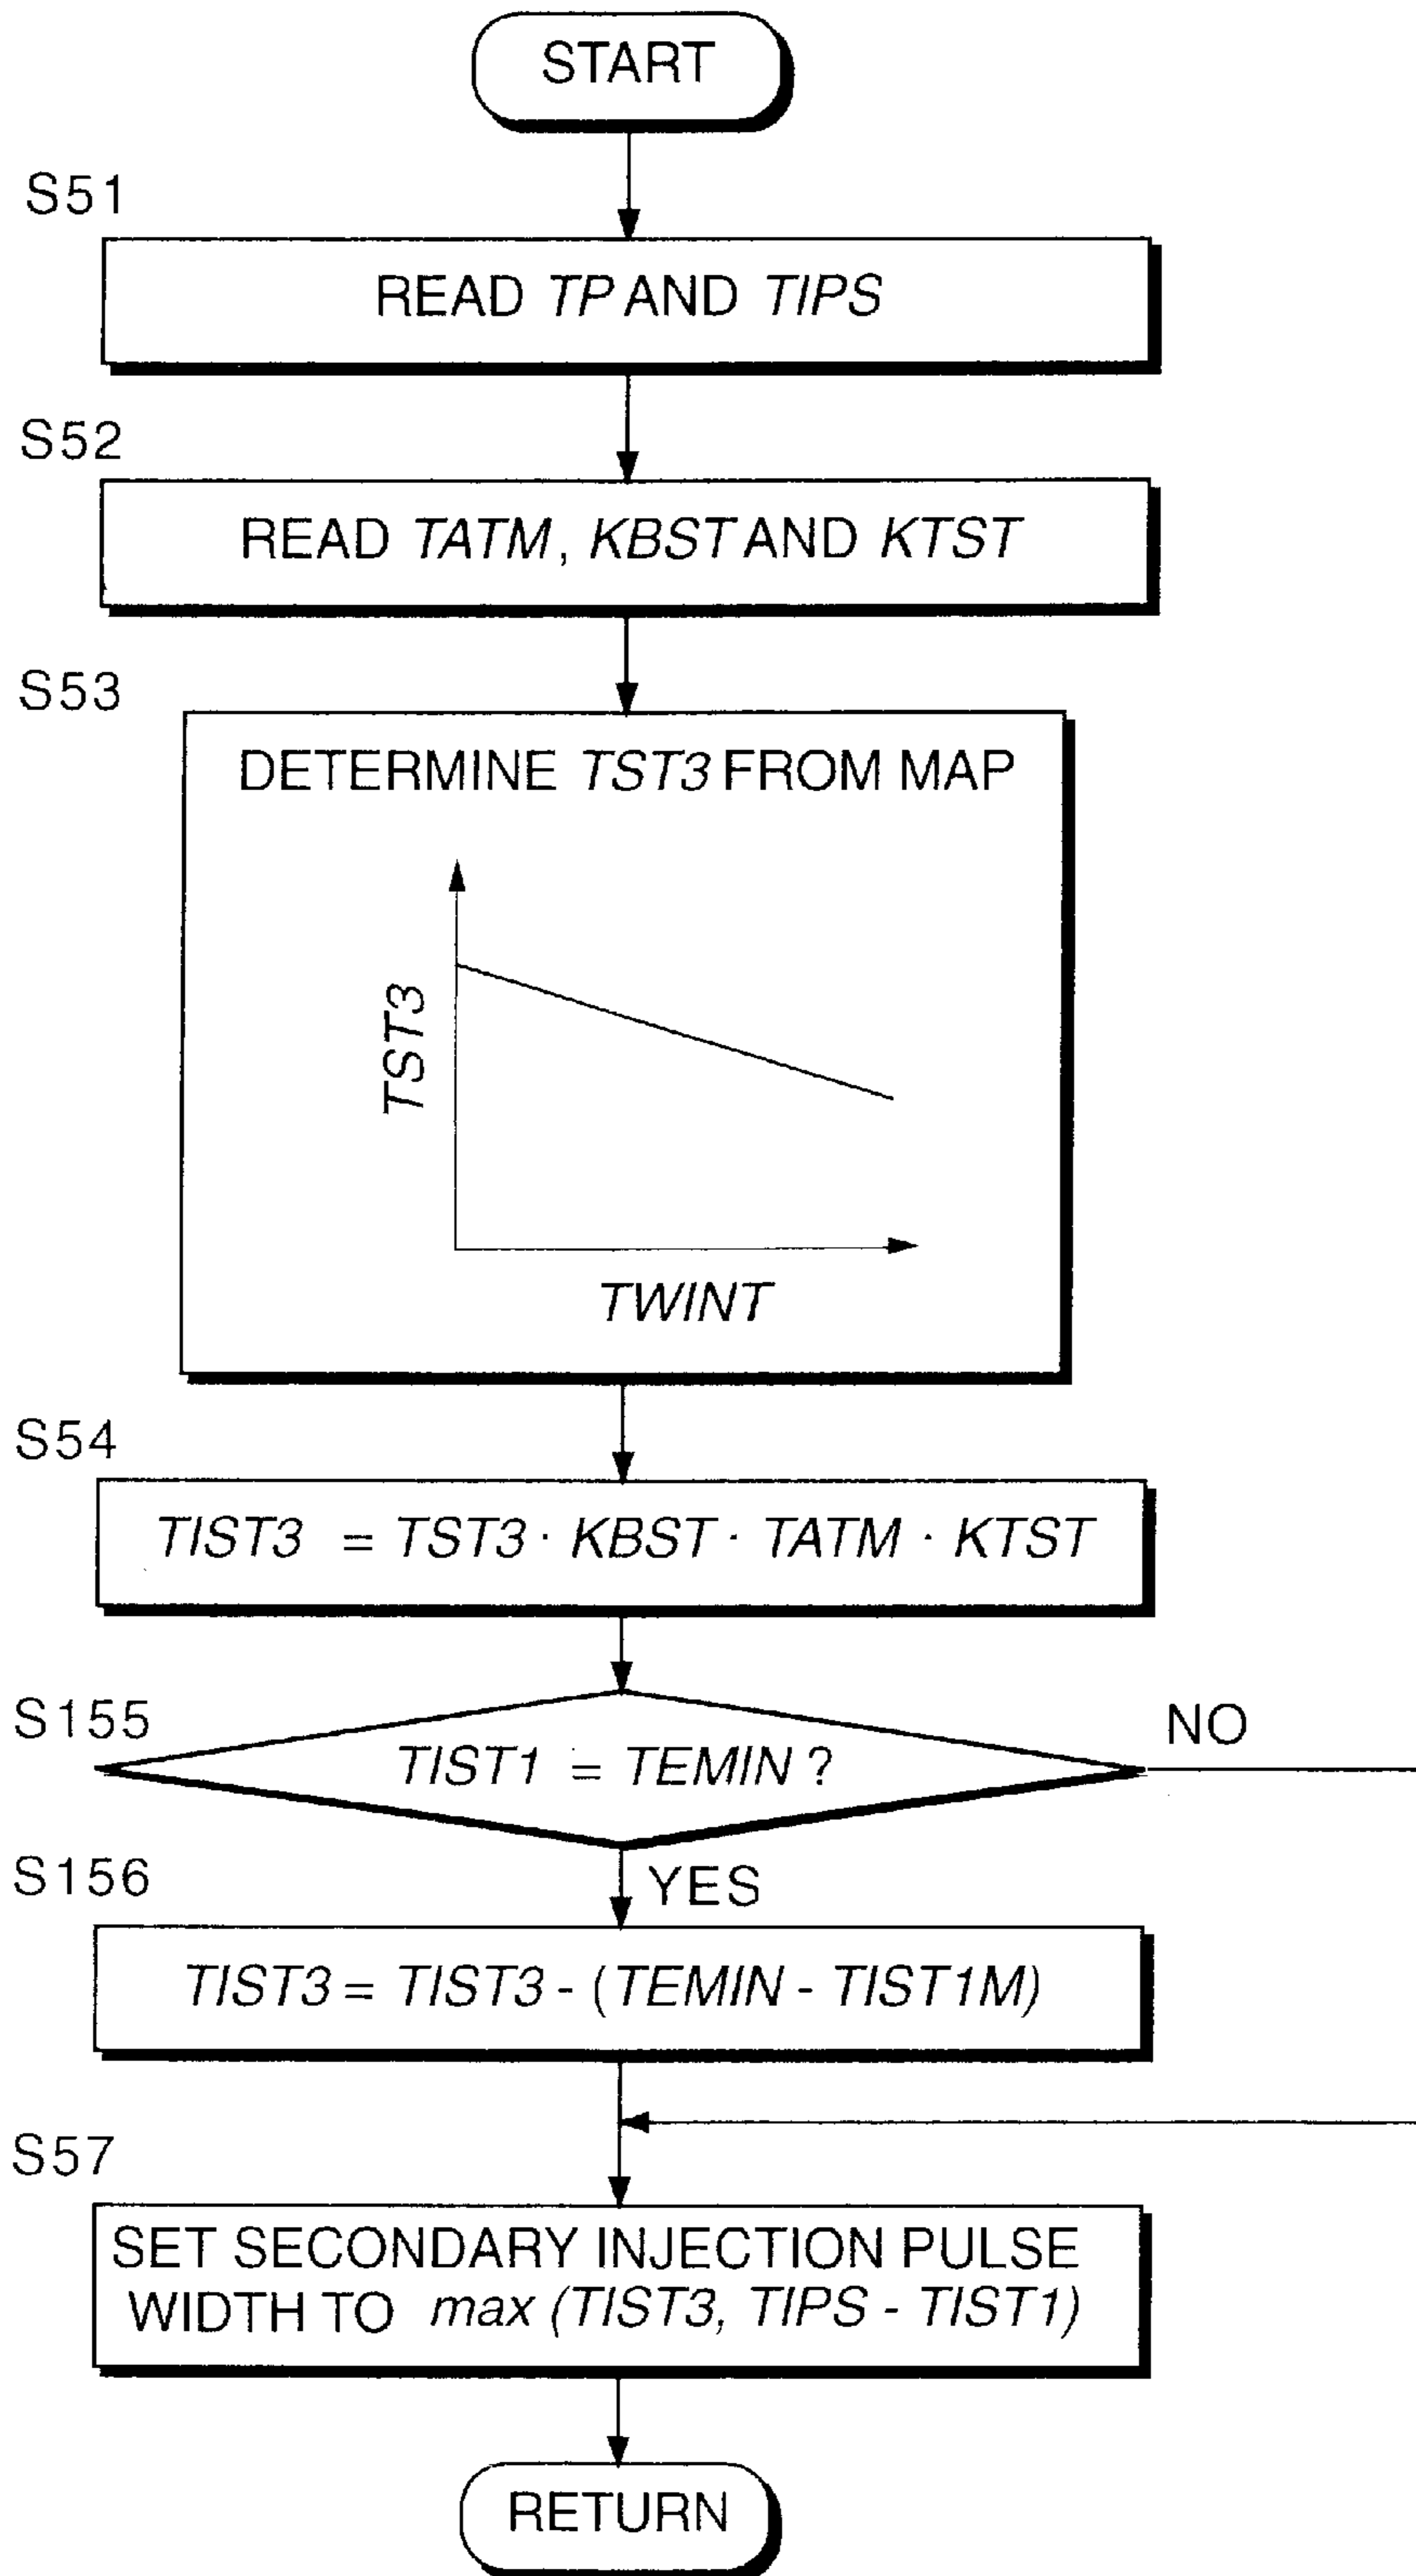 START
S51
READ TP AND TIPS
S52
READ TATM, KBST AND KTST
S53
DETERMINE TST3 FROM MAP
TST3
TWINT
S54
TIST3 = TST3 · KBST · TATM · KTST
S155
TIST1 = TEMIN ?
NO
YES
S156
TIST3 = TIST3 - (TEMIN - TIST1M)
S57
SET SECONDARY INJECTION PULSE
WIDTH TO max (TIST3, TIPS - TIST1)
RETURN